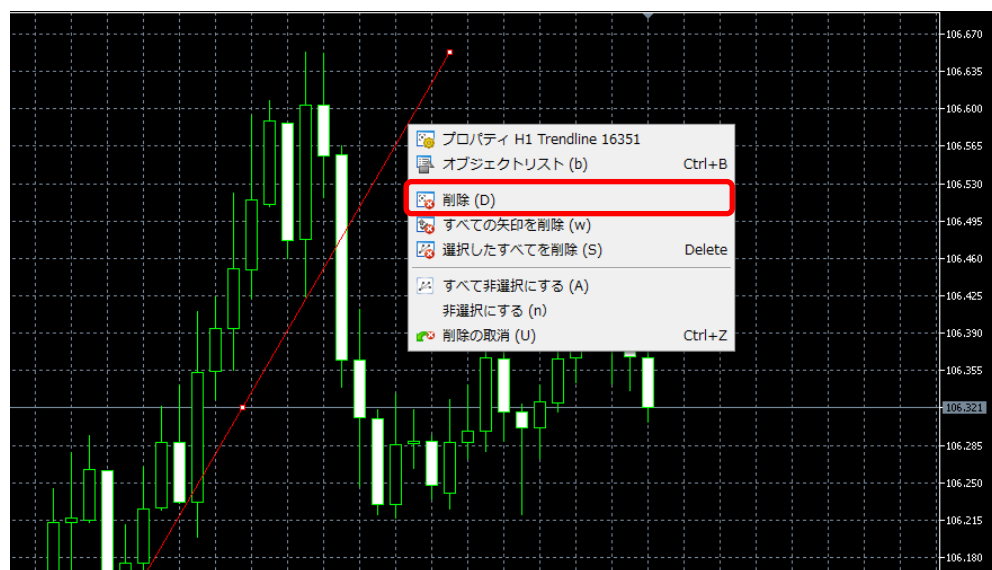 106.670
106.635
106.600
106.565
106.530
106.495
106.460
106.425
106.390
106.355
106.321
106.285
106.250
106.215
106.180
プロパティ H1 Trendline 16351
オブジェクトリスト (b) Ctrl+B
削除 (D)
すべての矢印を削除 (w)
選択したすべてを削除 (S) Delete
すべて非選択にする (A)
非選択にする (n)
削除の取消 (U) Ctrl+Z